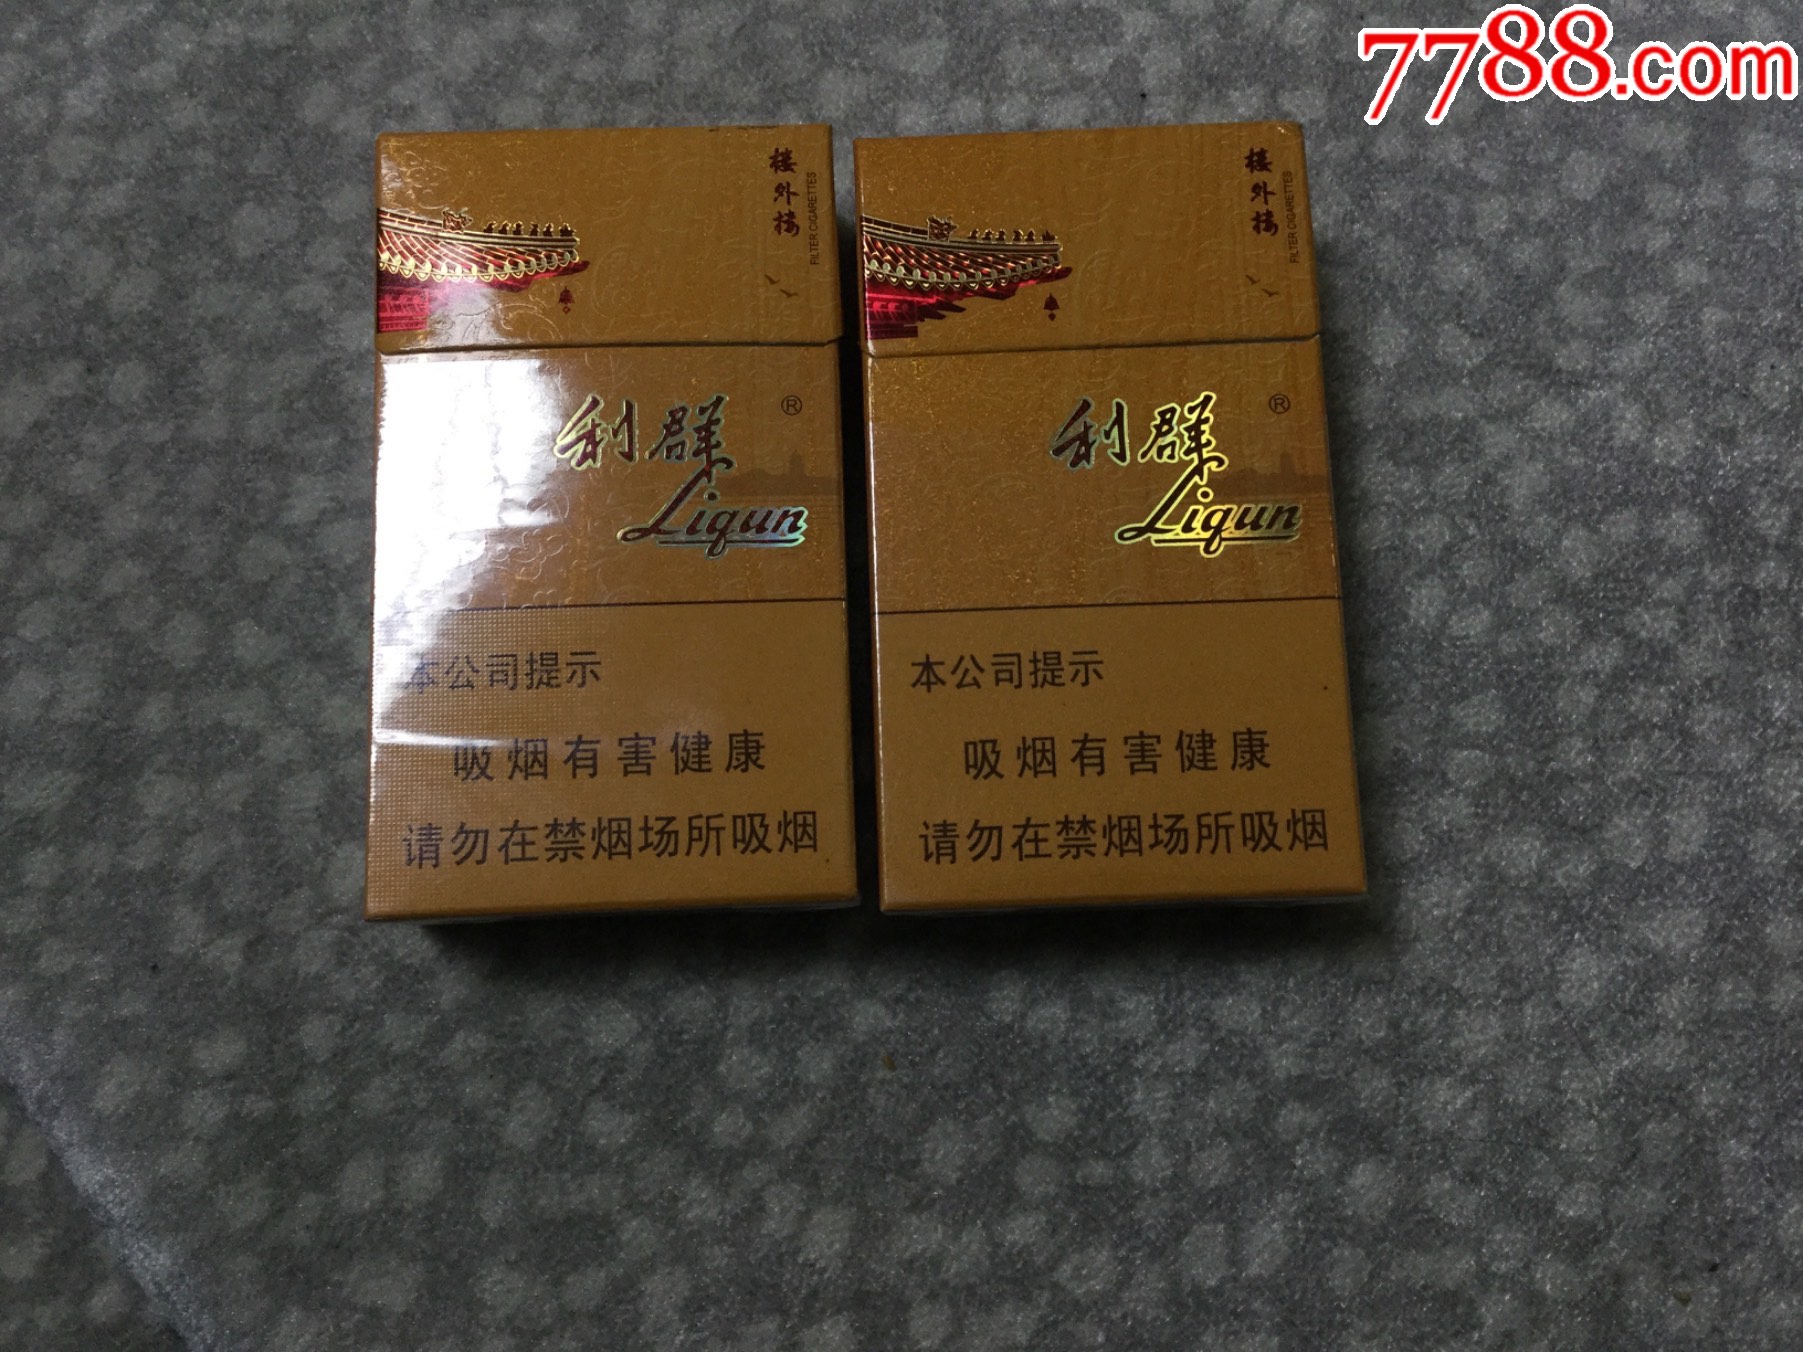 7788.com
楼外楼
FILTER CIGARETTES
利群
®
Liqun
本公司提示
吸烟有害健康
请勿在禁烟场所吸烟
楼外楼
FILTER CIGARETTES
利群
®
Liqun
本公司提示
吸烟有害健康
请勿在禁烟场所吸烟